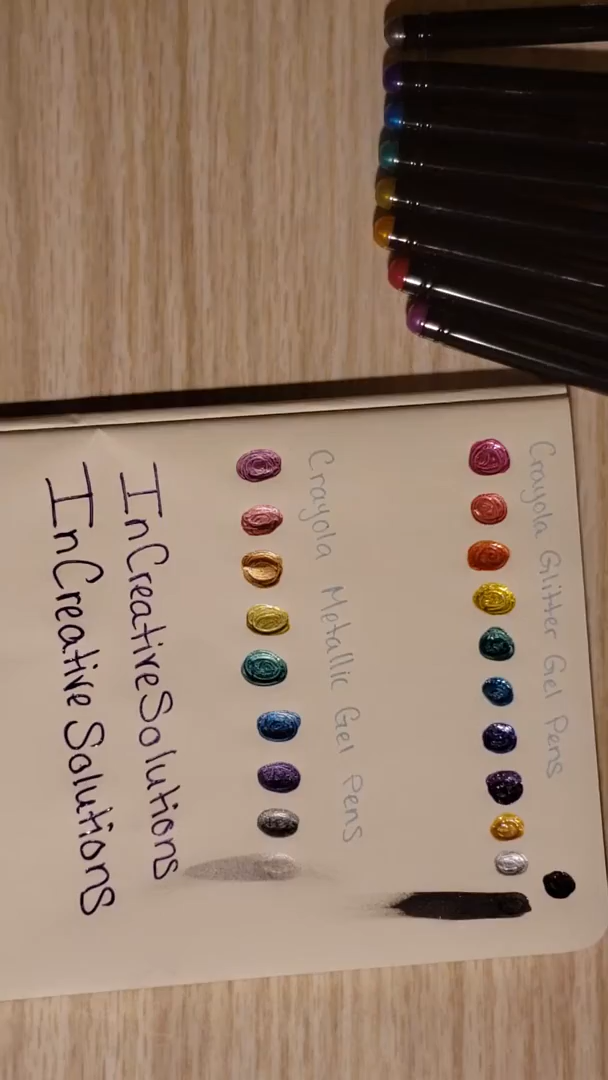 Crayola Glitter Gel Pens
Crayola Metallic Gel Pens
InCreativeSolutions
InCreative Solutions